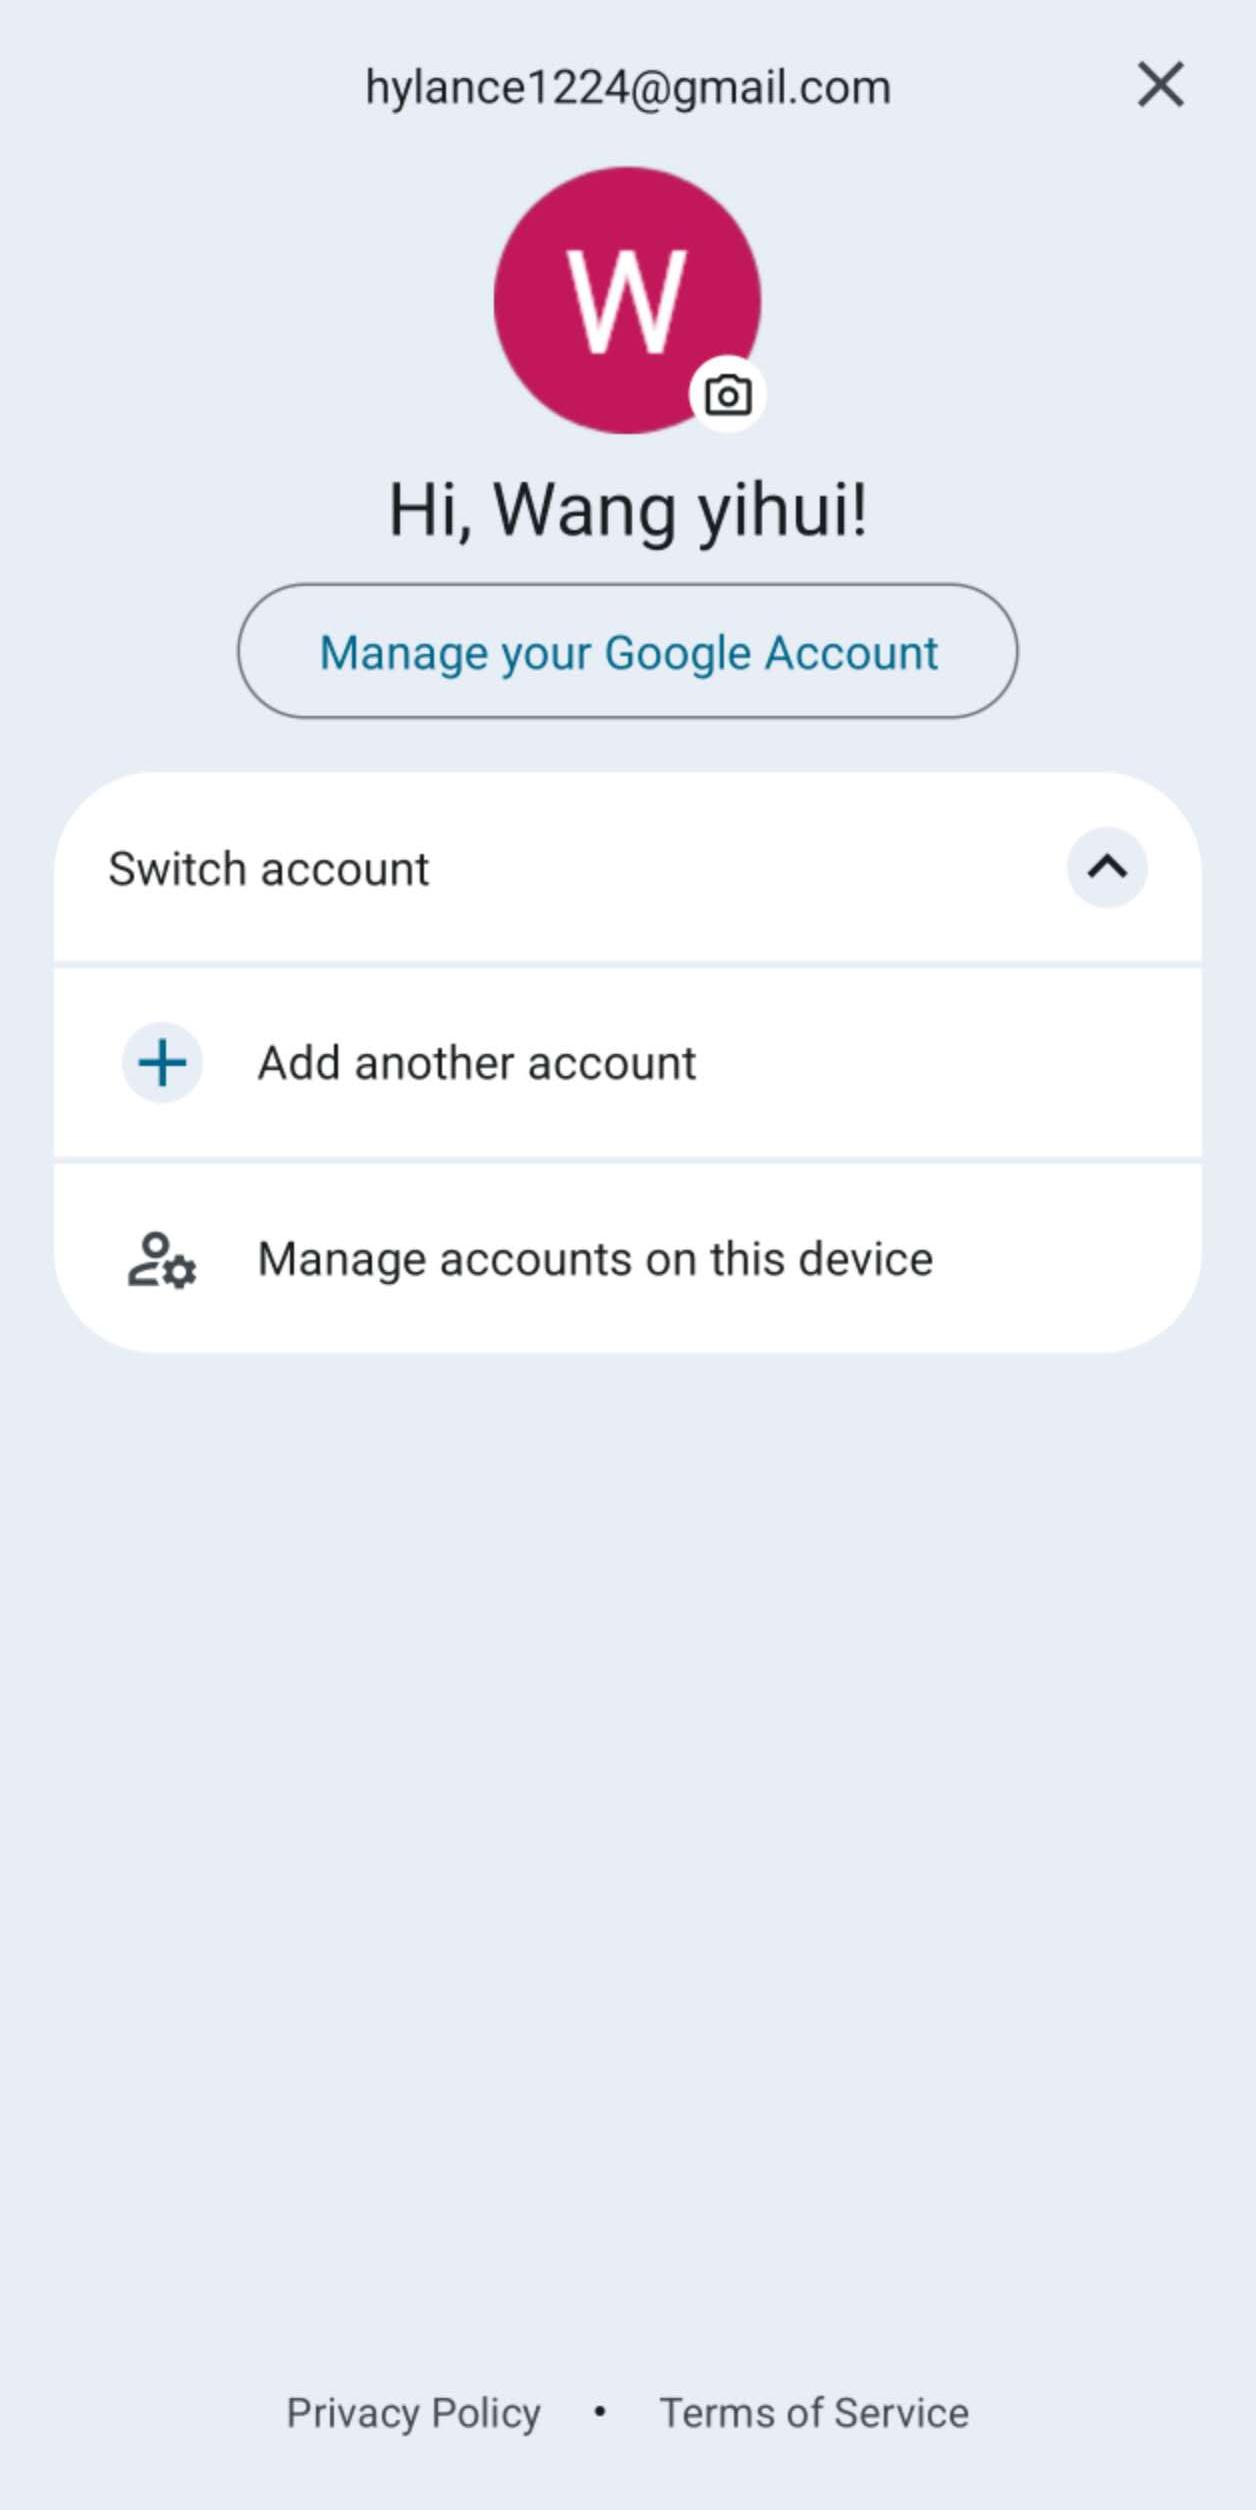 hylance1224@gmail.com
W
Hi, Wang yihui!
Manage your Google Account
Switch account
Add another account
Manage accounts on this device
Privacy Policy • Terms of Service